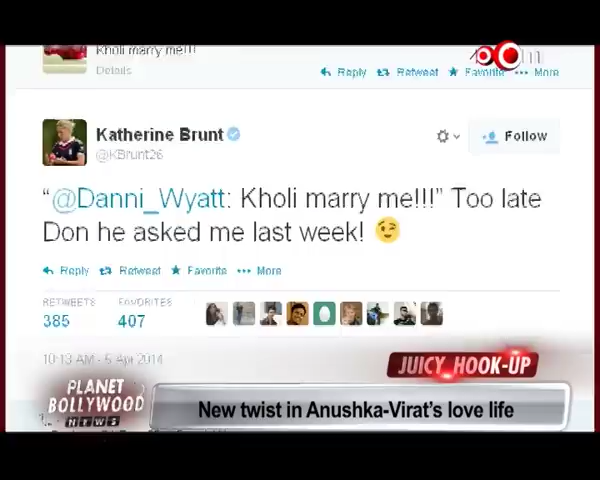 Kholi marry me!!!
Details
Reply Retweet Favorite More
Katherine Brunt
@KBrunt26
Follow
"@Danni_Wyatt: Kholi marry me!!!" Too late
Don he asked me last week! 😉
Reply Retweet Favorite More
RETWEETS FAVORITES
385 407
10:13 AM - 5 Apr 2014
JUICY HOOK-UP
PLANET
BOLLYWOOD
NEWS
New twist in Anushka-Virat's love life